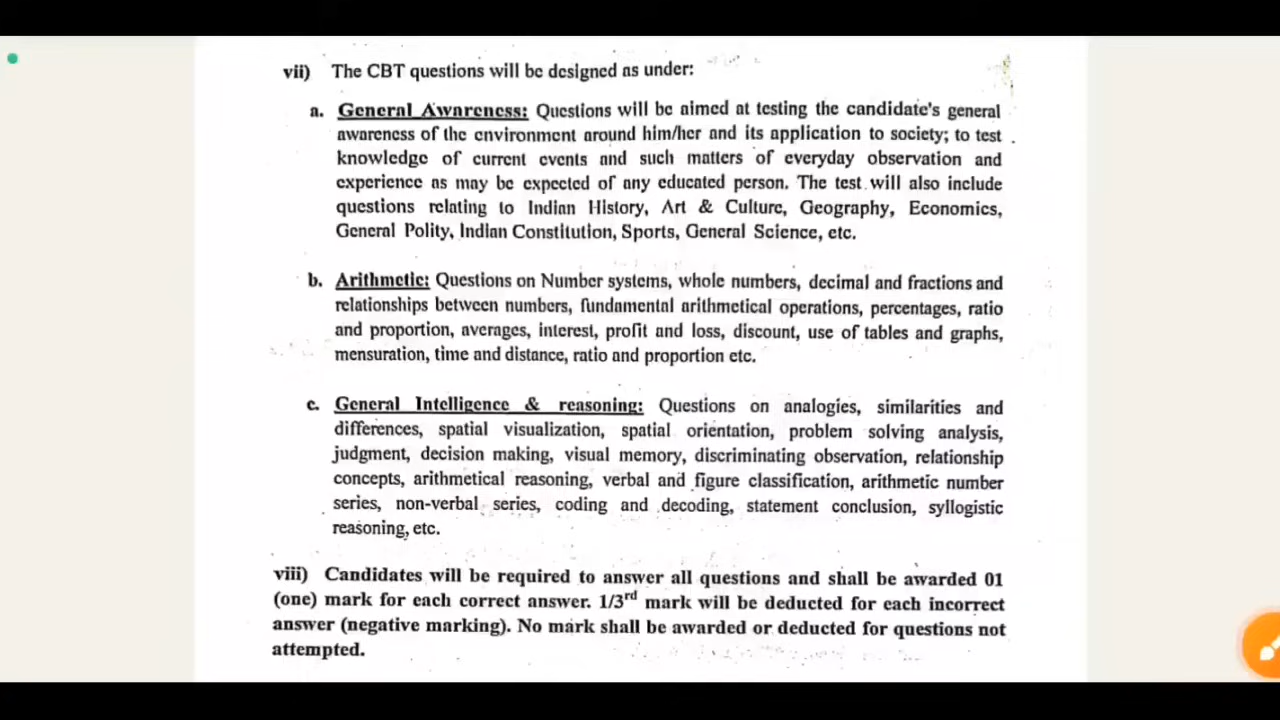 vii) The CBT questions will be designed as under:
a. General Awareness: Questions will be aimed at testing the candidate's general
awareness of the environment around him/her and its application to society; to test
knowledge of current events and such matters of everyday observation and
experience as may be expected of any educated person. The test will also include
questions relating to Indian History, Art & Culture, Geography, Economics,
General Polity, Indian Constitution, Sports, General Science, etc.
b. Arithmetic: Questions on Number systems, whole numbers, decimal and fractions and
relationships between numbers, fundamental arithmetical operations, percentages, ratio
and proportion, averages, interest, profit and loss, discount, use of tables and graphs,
mensuration, time and distance, ratio and proportion etc.
c. General Intelligence & reasoning: Questions on analogies, similarities and
differences, spatial visualization, spatial orientation, problem solving analysis,
judgment, decision making, visual memory, discriminating observation, relationship
concepts, arithmetical reasoning, verbal and figure classification, arithmetic number
series, non-verbal series, coding and decoding, statement conclusion, syllogistic
reasoning, etc.
viii) Candidates will be required to answer all questions and shall be awarded 01
(one) mark for each correct answer. 1/3rd mark will be deducted for each incorrect
answer (negative marking). No mark shall be awarded or deducted for questions not
attempted.